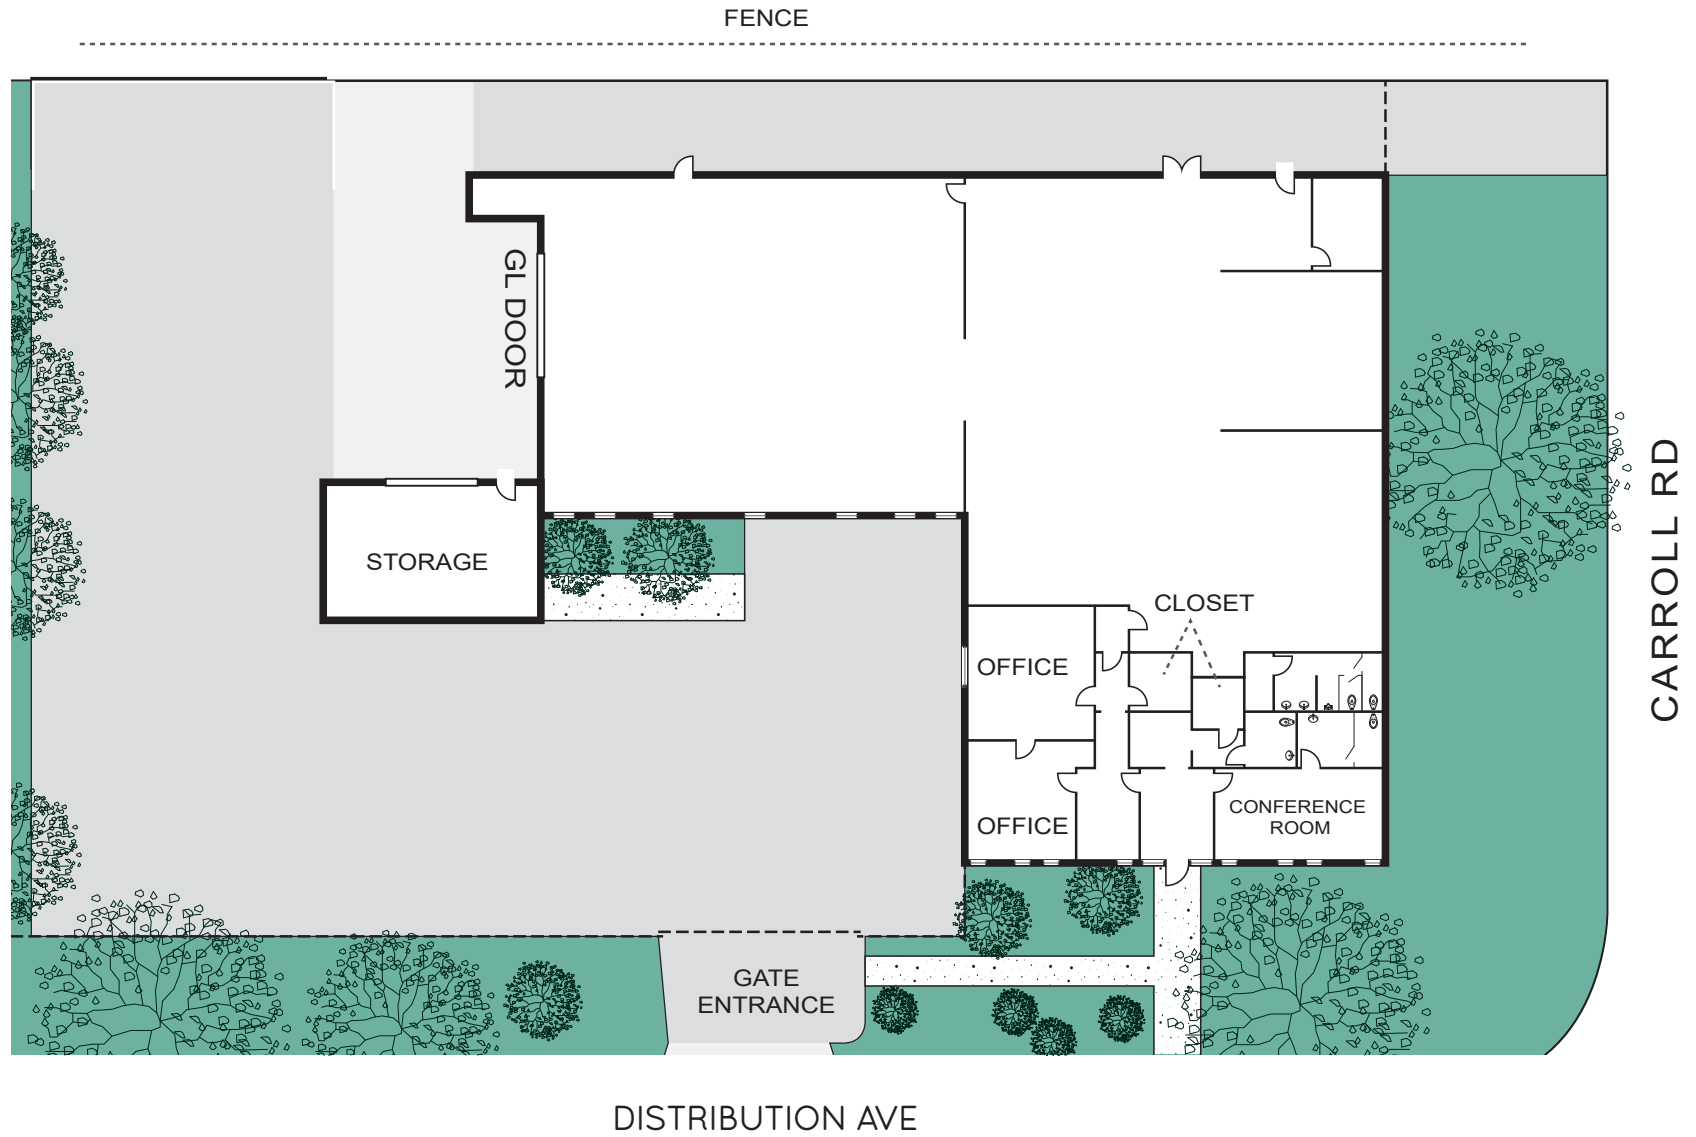 FENCE
GL DOOR
CARROLL RD
STORAGE
CLOSET
OFFICE
CONFERENCE
ROOM
OFFICE
GATE
ENTRANCE
DISTRIBUTION AVE